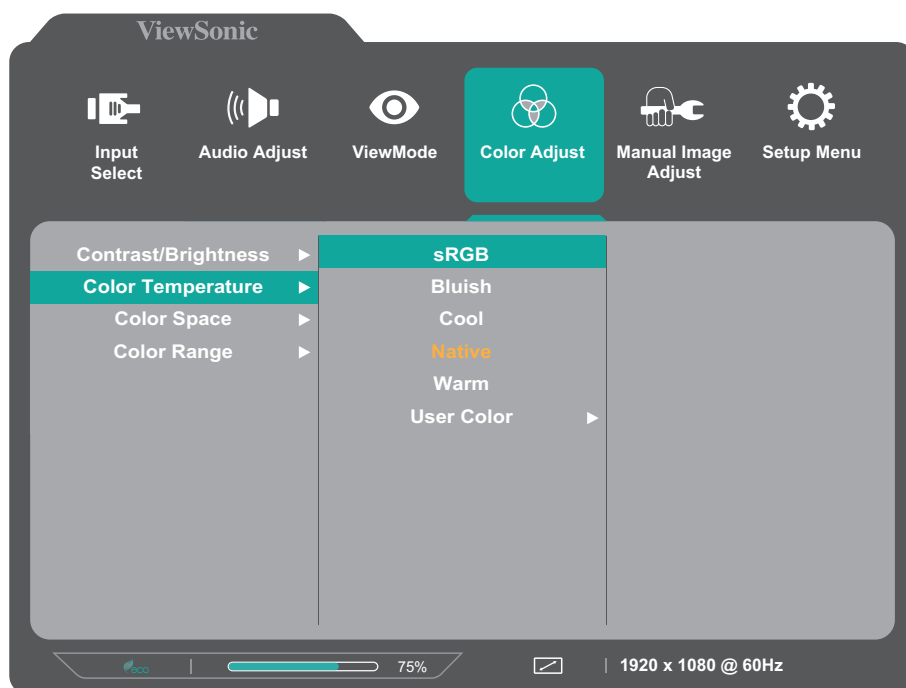 ViewSonic
Input
Select
Audio Adjust
ViewMode
Color Adjust
Manual Image
Adjust
Setup Menu
Contrast/Brightness
Color Temperature
Color Space
Color Range
sRGB
Bluish
Cool
Native
Warm
User Color
eco
75%
1920 x 1080 @ 60Hz